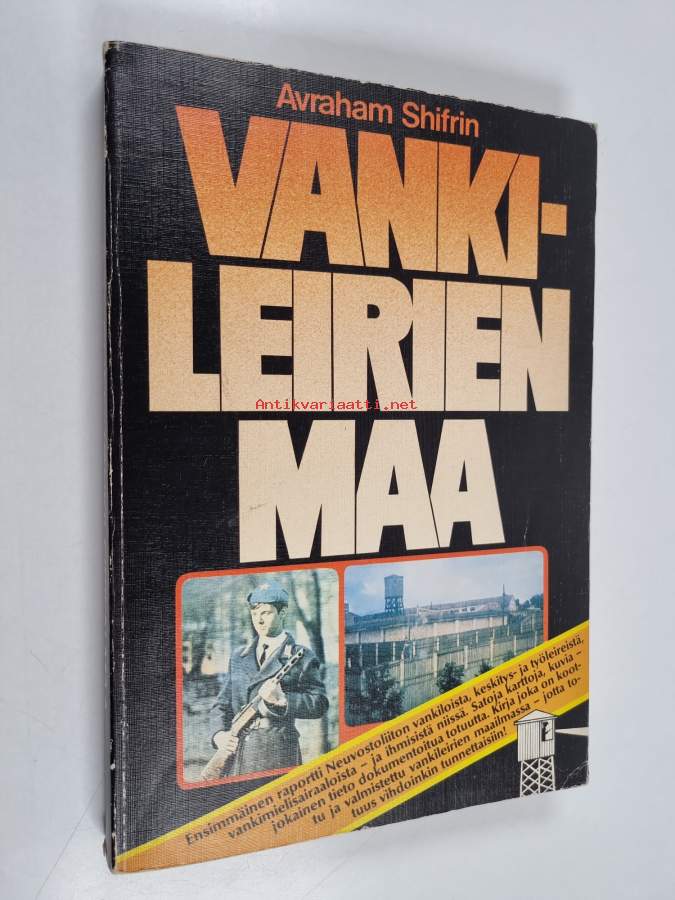 Avraham Shifrin
VANKI-
LEIRIEN
Antikvariaatti.net
MAA
Ensimmäinen raportti Neuvostoliiton vankiloista, keskitys- ja työleireistä,
vankimielisairaaloista – ja ihmisistä niissä. Satoja karttoja, kuvia –
jokainen tieto dokumentoitua totuutta. Kirja joka on koot-
tu ja valmistettu vankileirien maailmassa – jotta to-
tuus vihdoinkin tunnettaisiin!